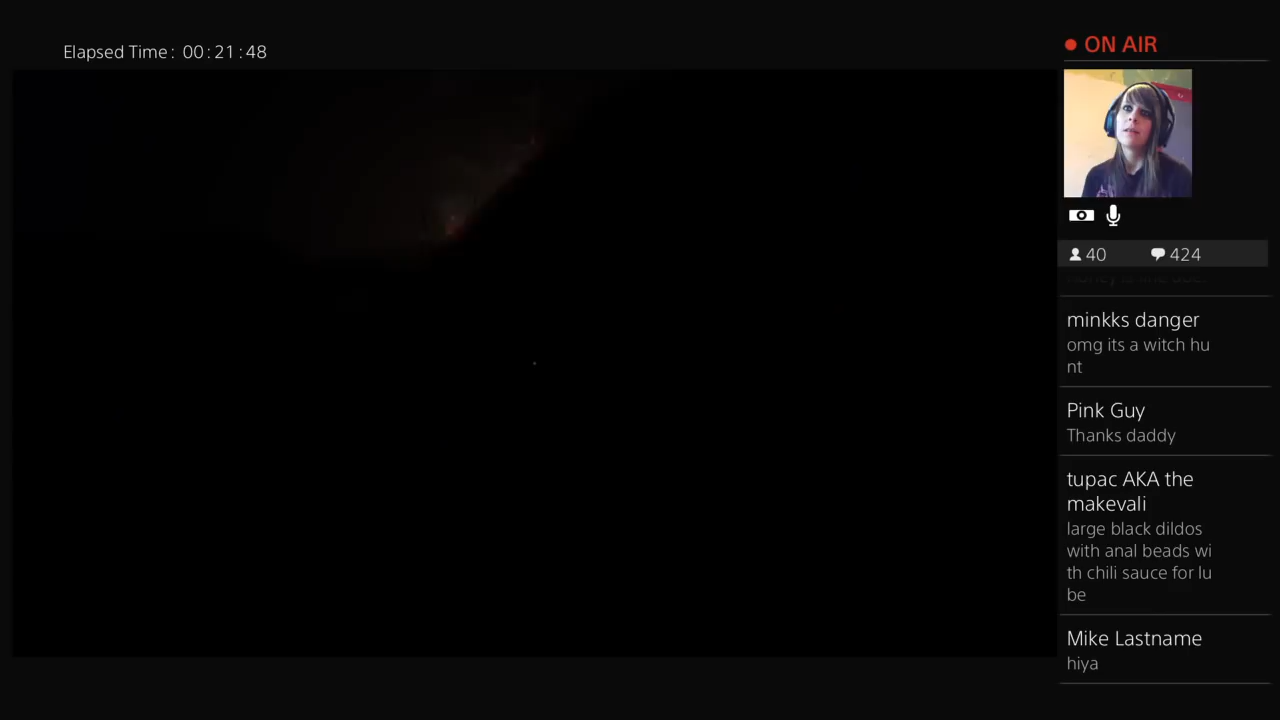 Elapsed Time: 00:21:48
ON AIR
40
424
minkks danger
omg its a witch hu
nt
Pink Guy
Thanks daddy
tupac AKA the
makevali
large black dildos
with anal beads wi
th chili sauce for lu
be
Mike Lastname
hiya